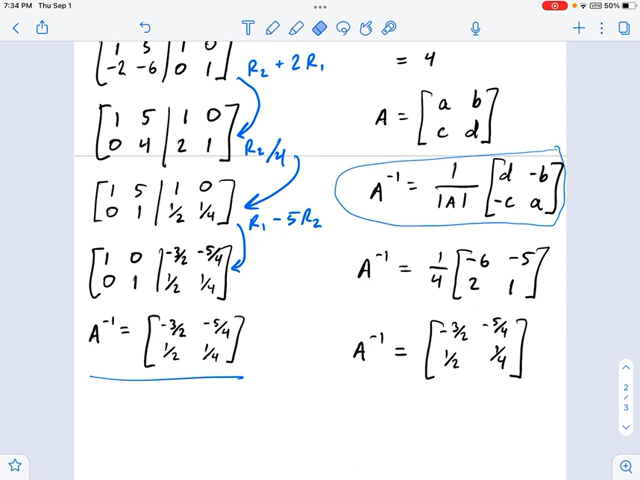 7:34 PM Thu Sep 1
50%
1 5 | 1 0
-2 -6 | 0 1
R2 + 2R1
1 5 | 1 0
0 4 | 2 1
R2/4
1 5 | 1 0
0 1 | 1/2 1/4
R1 - 5R2
1 0 | -3/2 -5/4
0 1 | 1/2 1/4
A^-1 = [ -3/2 -5/4
1/2 1/4 ]
= 4
A = [ a b
c d ]
A^-1 = 1/|A| [ d -b
-c a ]
A^-1 = 1/4 [ -6 -5
2 1 ]
A^-1 = [ -3/2 -5/4
1/2 1/4 ]
2
/
3